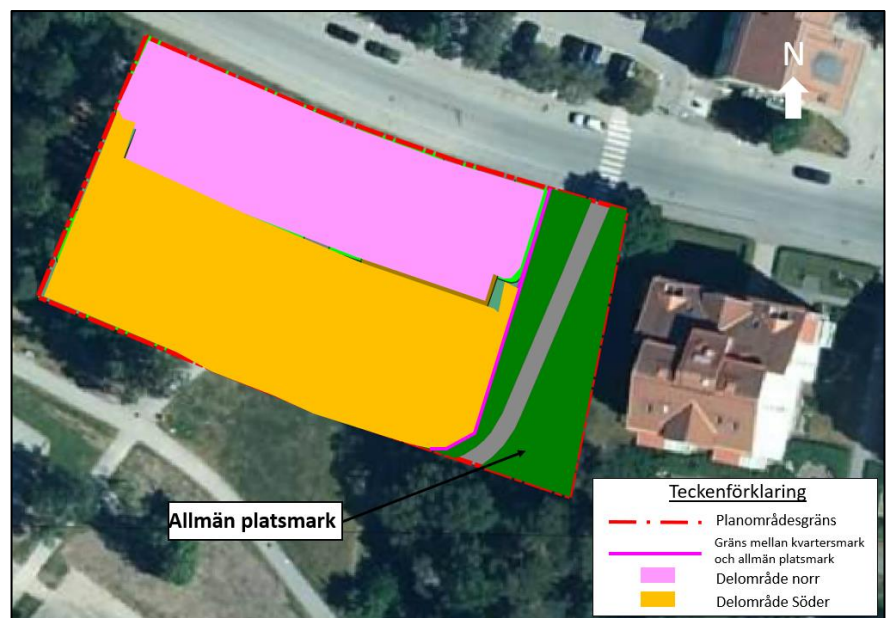 N
Allmän platsmark
Teckenförklaring
Planområdesgräns
Gräns mellan kvartersmark
och allmän platsmark
Delområde norr
Delområde Söder